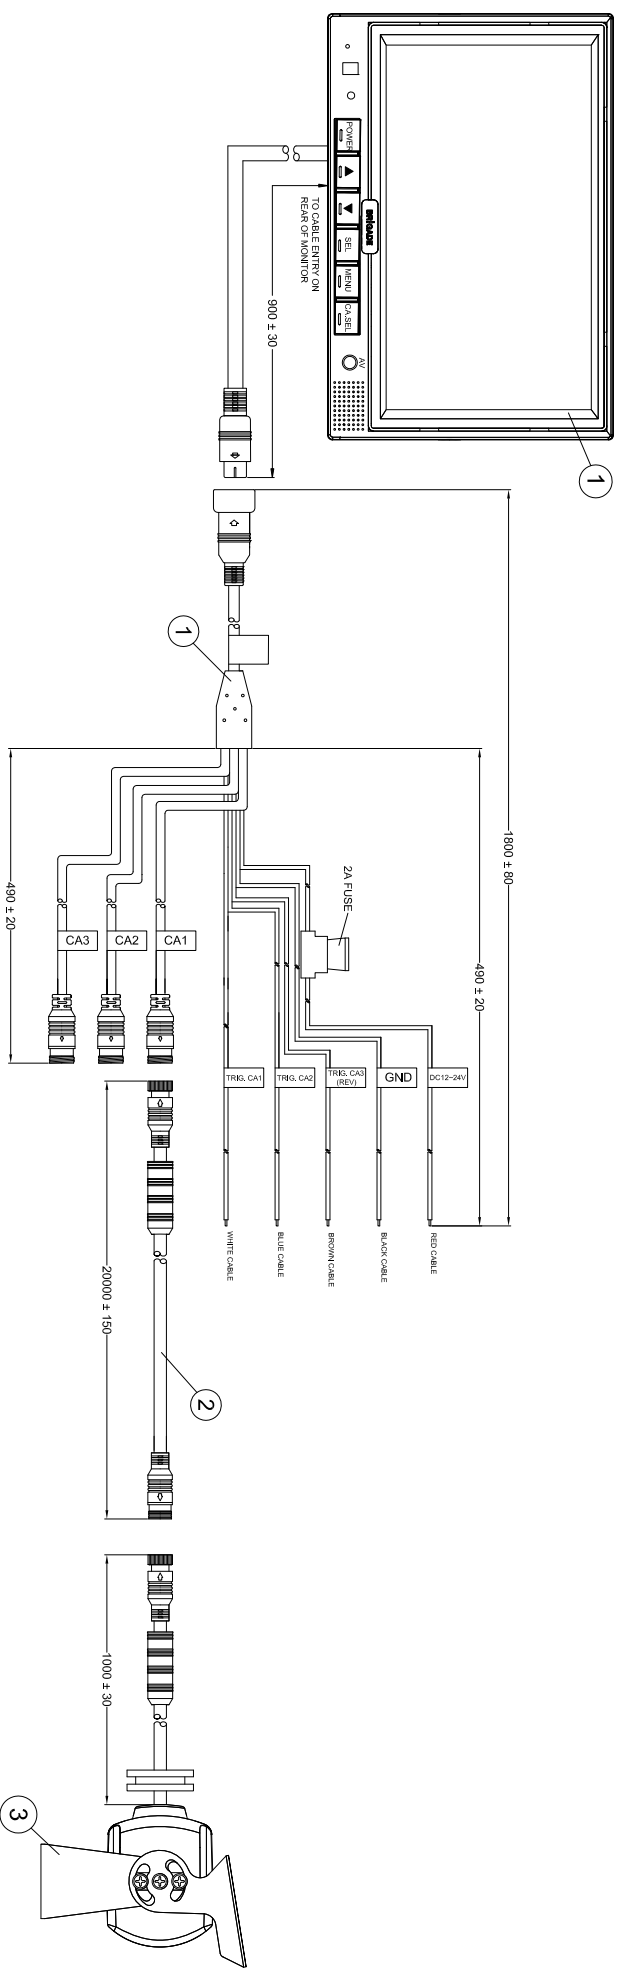 POWER
▲
▼
SEL
MENU
CA.SEL
AV
BRIGADE
TO CABLE ENTRY ON
REAR OF MONITOR
900 ± 30
1
1800 ± 80
1
490 ± 20
2A FUSE
490 ± 20
CA1
CA2
CA3
DC12~24V
GND
TRIG. CA3
(REV)
TRIG. CA2
TRIG. CA1
RED CABLE
BLACK CABLE
BROWN CABLE
BLUE CABLE
WHITE CABLE
20000 ± 150
2
1000 ± 30
3